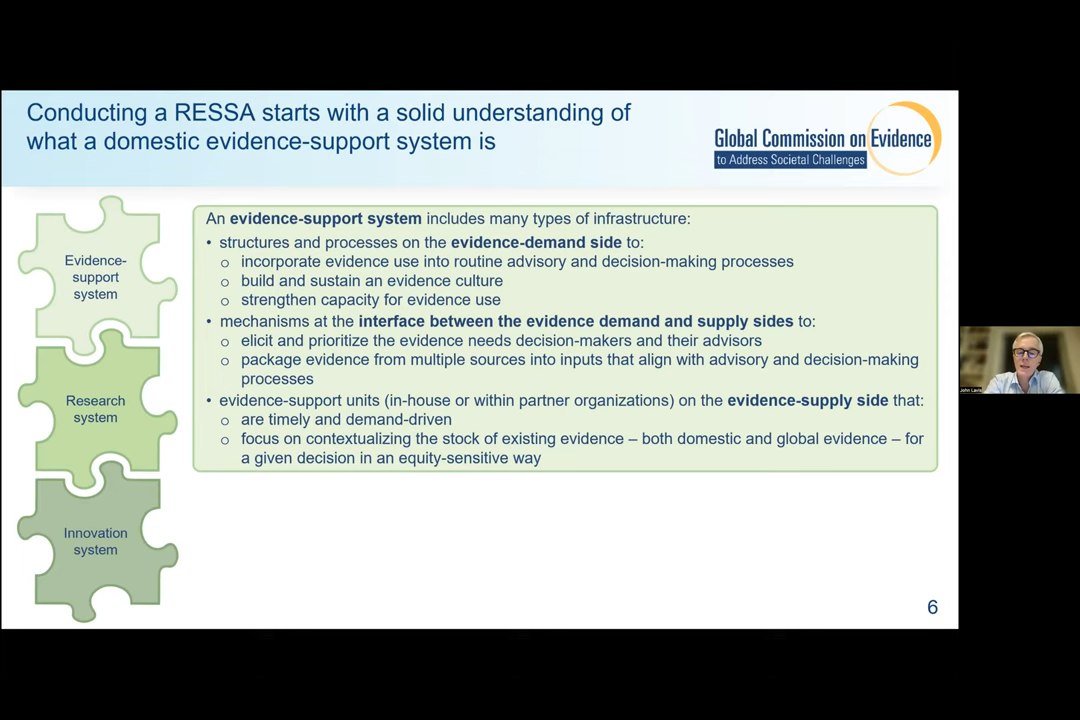 Conducting a RESSA starts with a solid understanding of
what a domestic evidence-support system is
Global Commission on Evidence
to Address Societal Challenges
Evidence-
support
system
Research
system
Innovation
system
An evidence-support system includes many types of infrastructure:
• structures and processes on the evidence-demand side to:
o incorporate evidence use into routine advisory and decision-making processes
o build and sustain an evidence culture
o strengthen capacity for evidence use
• mechanisms at the interface between the evidence demand and supply sides to:
o elicit and prioritize the evidence needs decision-makers and their advisors
o package evidence from multiple sources into inputs that align with advisory and decision-making
processes
• evidence-support units (in-house or within partner organizations) on the evidence-supply side that:
o are timely and demand-driven
o focus on contextualizing the stock of existing evidence – both domestic and global evidence – for
a given decision in an equity-sensitive way
6
John Lavis